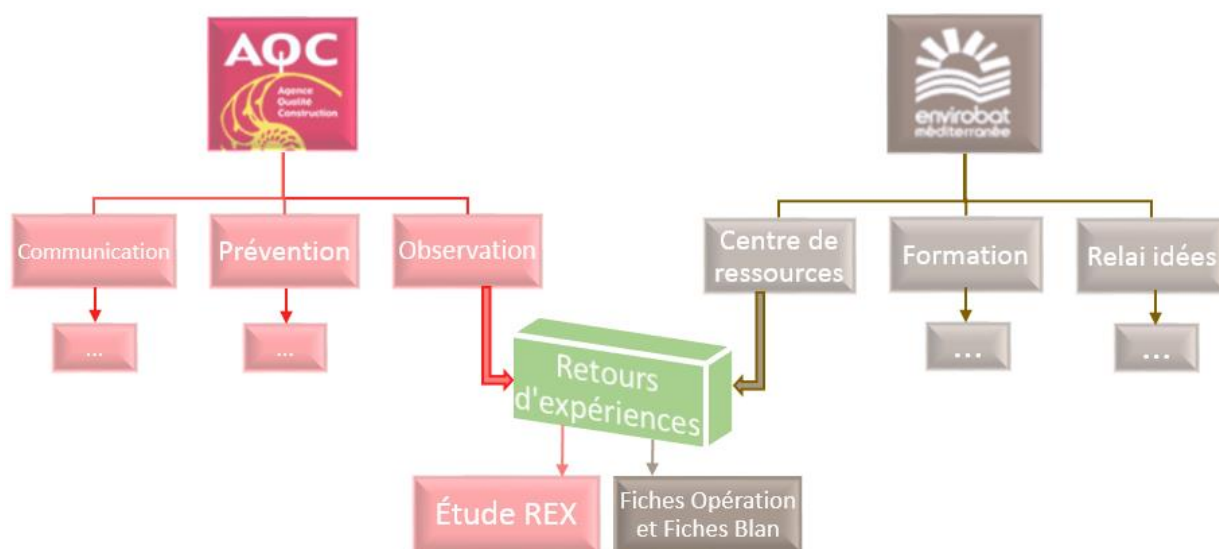 AQC
Agence
Qualité
Construction
envirobat
méditerranée
Communication
Prévention
Observation
Centre de
ressources
Formation
Relai idées
...
...
...
...
Retours
d'expériences
Étude REX
Fiches Opération
et Fiches Blan